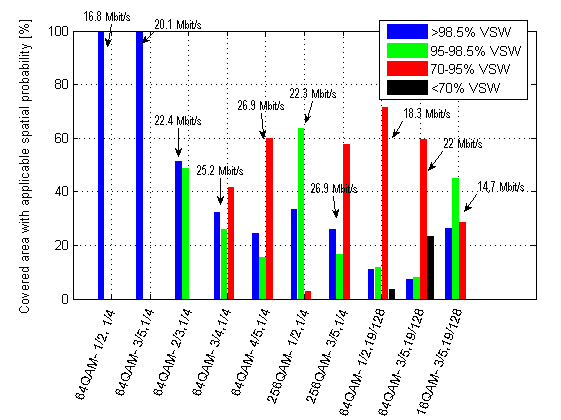 Covered area with applicable spatial probability [%]
100
80
60
40
20
0
16.8 Mbit/s
20.1 Mbit/s
22.4 Mbit/s
25.2 Mbit/s
26.9 Mbit/s
22.3 Mbit/s
26.9 Mbit/s
18.3 Mbit/s
22 Mbit/s
14,7 Mbit/s
>98.5% VSW
95-98.5% VSW
70-95% VSW
<70% VSW
64QAM- 1/2, 1/4
64QAM- 3/5,1/4
64QAM- 2/3,1/4
64QAM- 3/4,1/4
64QAM- 4/5,1/4
256QAM- 1/2,1/4
256QAM- 3/5,1/4
64QAM- 1/2,19/128
64QAM- 3/5,19/128
16QAM- 3/5,19/128